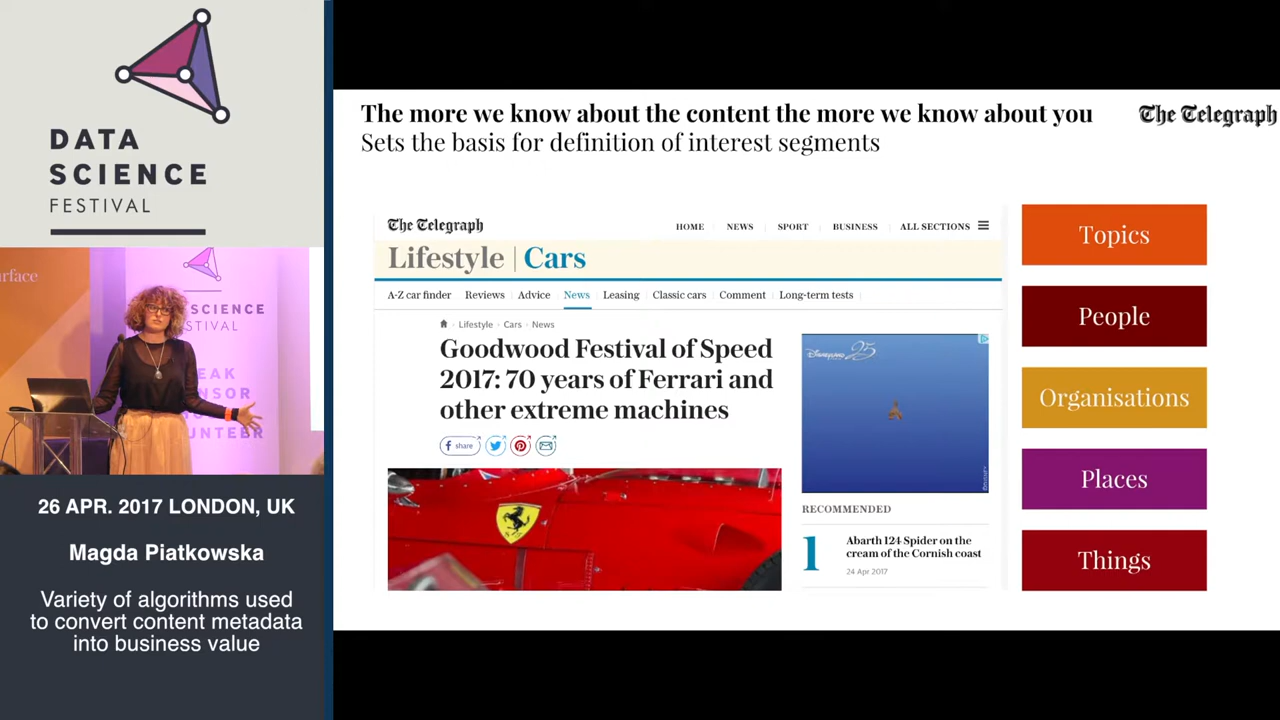 DATA
SCIENCE
FESTIVAL
SCIENCE
FESTIVAL
26 APR. 2017 LONDON, UK
Magda Piatkowska
Variety of algorithms used
to convert content metadata
into business value
The more we know about the content the more we know about you
The Telegraph
Sets the basis for definition of interest segments
The Telegraph
HOME NEWS SPORT BUSINESS ALL SECTIONS
Lifestyle | Cars
A-Z car finder Reviews Advice News Leasing Classic cars Comment Long-term tests
Lifestyle › Cars › News
Goodwood Festival of Speed
2017: 70 years of Ferrari and
other extreme machines
share
DISNEYLAND 25
RECOMMENDED
1
Abarth 124 Spider on the
cream of the Cornish coast
24 Apr 2017
Topics
People
Organisations
Places
Things